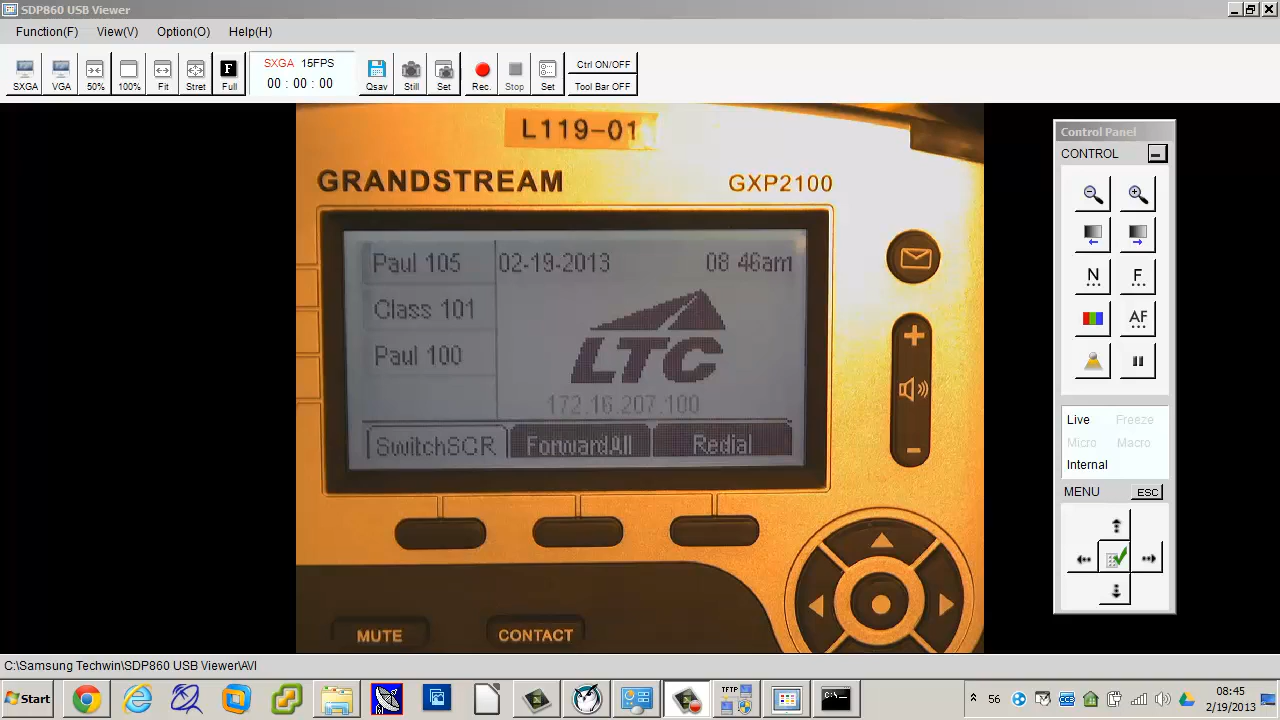 SDP860 USB Viewer
Function(F) View(V) Option(O) Help(H)
SXGA VGA 50% 100% Fit Stret F Full
SXGA 15FPS
00 : 00 : 00
Qsav Still Set Rec. Stop Set
Ctrl ON/OFF
Tool Bar OFF
L119-01
GRANDSTREAM GXP2100
Paul 105 02-19-2013 08 46am
Class 101
Paul 100
LTC
172.16.207.100
SwitchSCR ForwardAll Redial
MUTE CONTACT
Control Panel
CONTROL
N F
AF
Live Freeze
Micro Macro
Internal
MENU ESC
C:\Samsung Techwin\SDP860 USB Viewer\AVI
Start TFTP C:\_ 56 08:45
2/19/2013